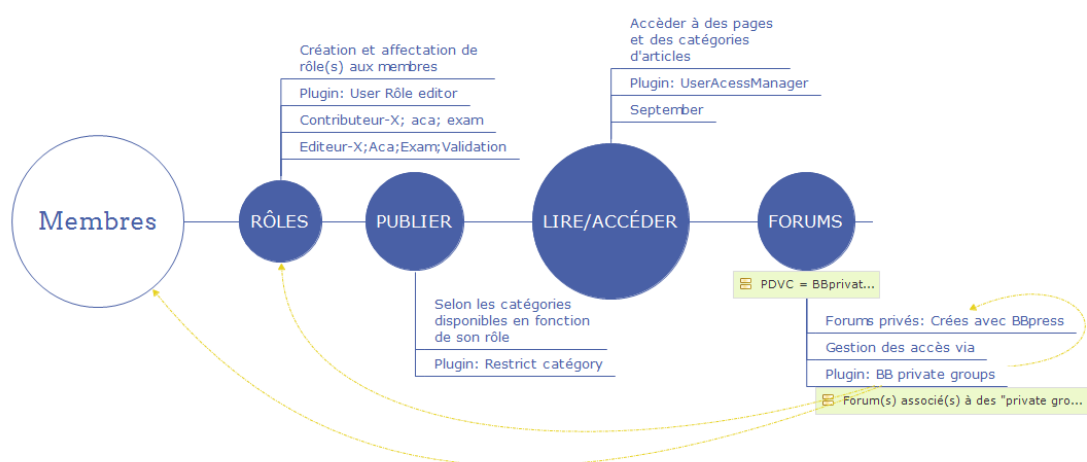 Membres
RÔLES
Création et affectation de
rôle(s) aux membres
Plugin: User Rôle editor
Contributeur-X; aca; exam
Editeur-X;Aca;Exam;Validation
PUBLIER
Selon les catégories
disponibles en fonction
de son rôle
Plugin: Restrict catégory
LIRE/ACCÉDER
Accèder à des pages
et des catégories
d'articles
Plugin: UserAcessManager
September
FORUMS
PDVC = BBprivat...
Forums privés: Crées avec BBpress
Gestion des accès via
Plugin: BB private groups
Forum(s) associé(s) à des "private gro...